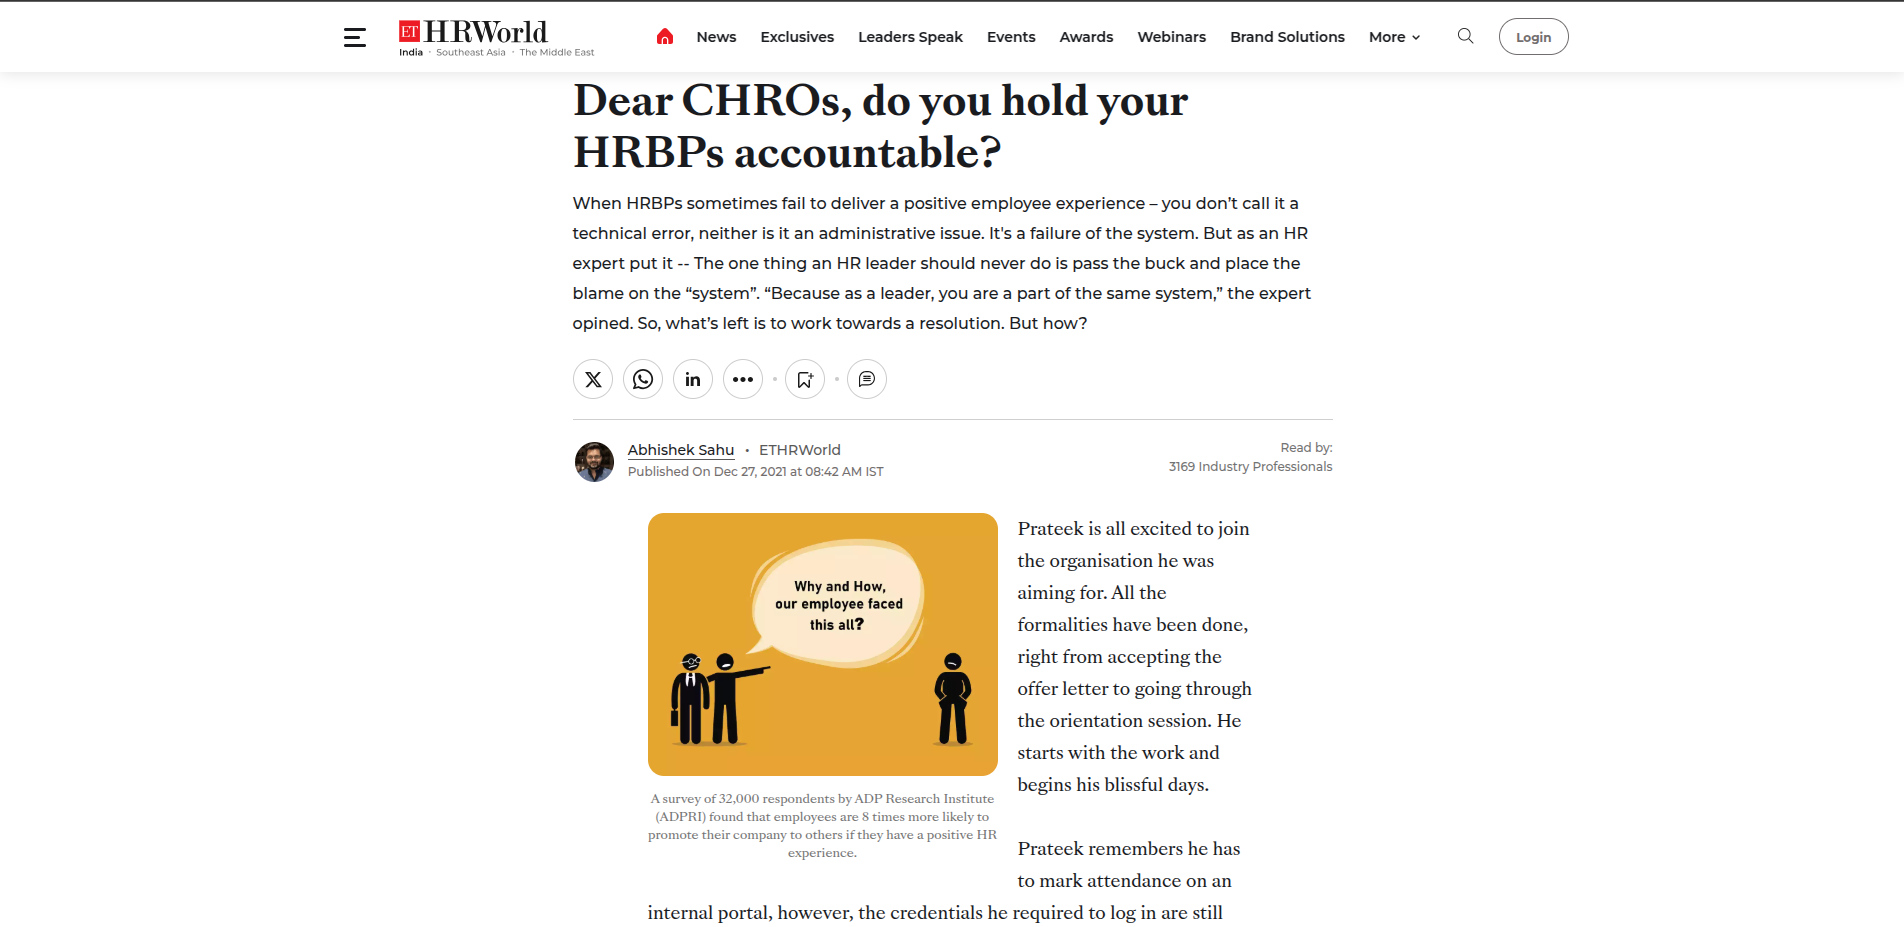 ET HRWorld
India · Southeast Asia · The Middle East
News Exclusives Leaders Speak Events Awards Webinars Brand Solutions More Login
Dear CHROs, do you hold your
HRBPs accountable?
When HRBPs sometimes fail to deliver a positive employee experience – you don’t call it a
technical error, neither is it an administrative issue. It's a failure of the system. But as an HR
expert put it -- The one thing an HR leader should never do is pass the buck and place the
blame on the “system”. “Because as a leader, you are a part of the same system,” the expert
opined. So, what’s left is to work towards a resolution. But how?
Abhishek Sahu • ETHRWorld
Published On Dec 27, 2021 at 08:42 AM IST
Read by:
3169 Industry Professionals
Why and How,
our employee faced
this all?
A survey of 32,000 respondents by ADP Research Institute
(ADPRI) found that employees are 8 times more likely to
promote their company to others if they have a positive HR
experience.
Prateek is all excited to join
the organisation he was
aiming for. All the
formalities have been done,
right from accepting the
offer letter to going through
the orientation session. He
starts with the work and
begins his blissful days.
Prateek remembers he has
to mark attendance on an
internal portal, however, the credentials he required to log in are still